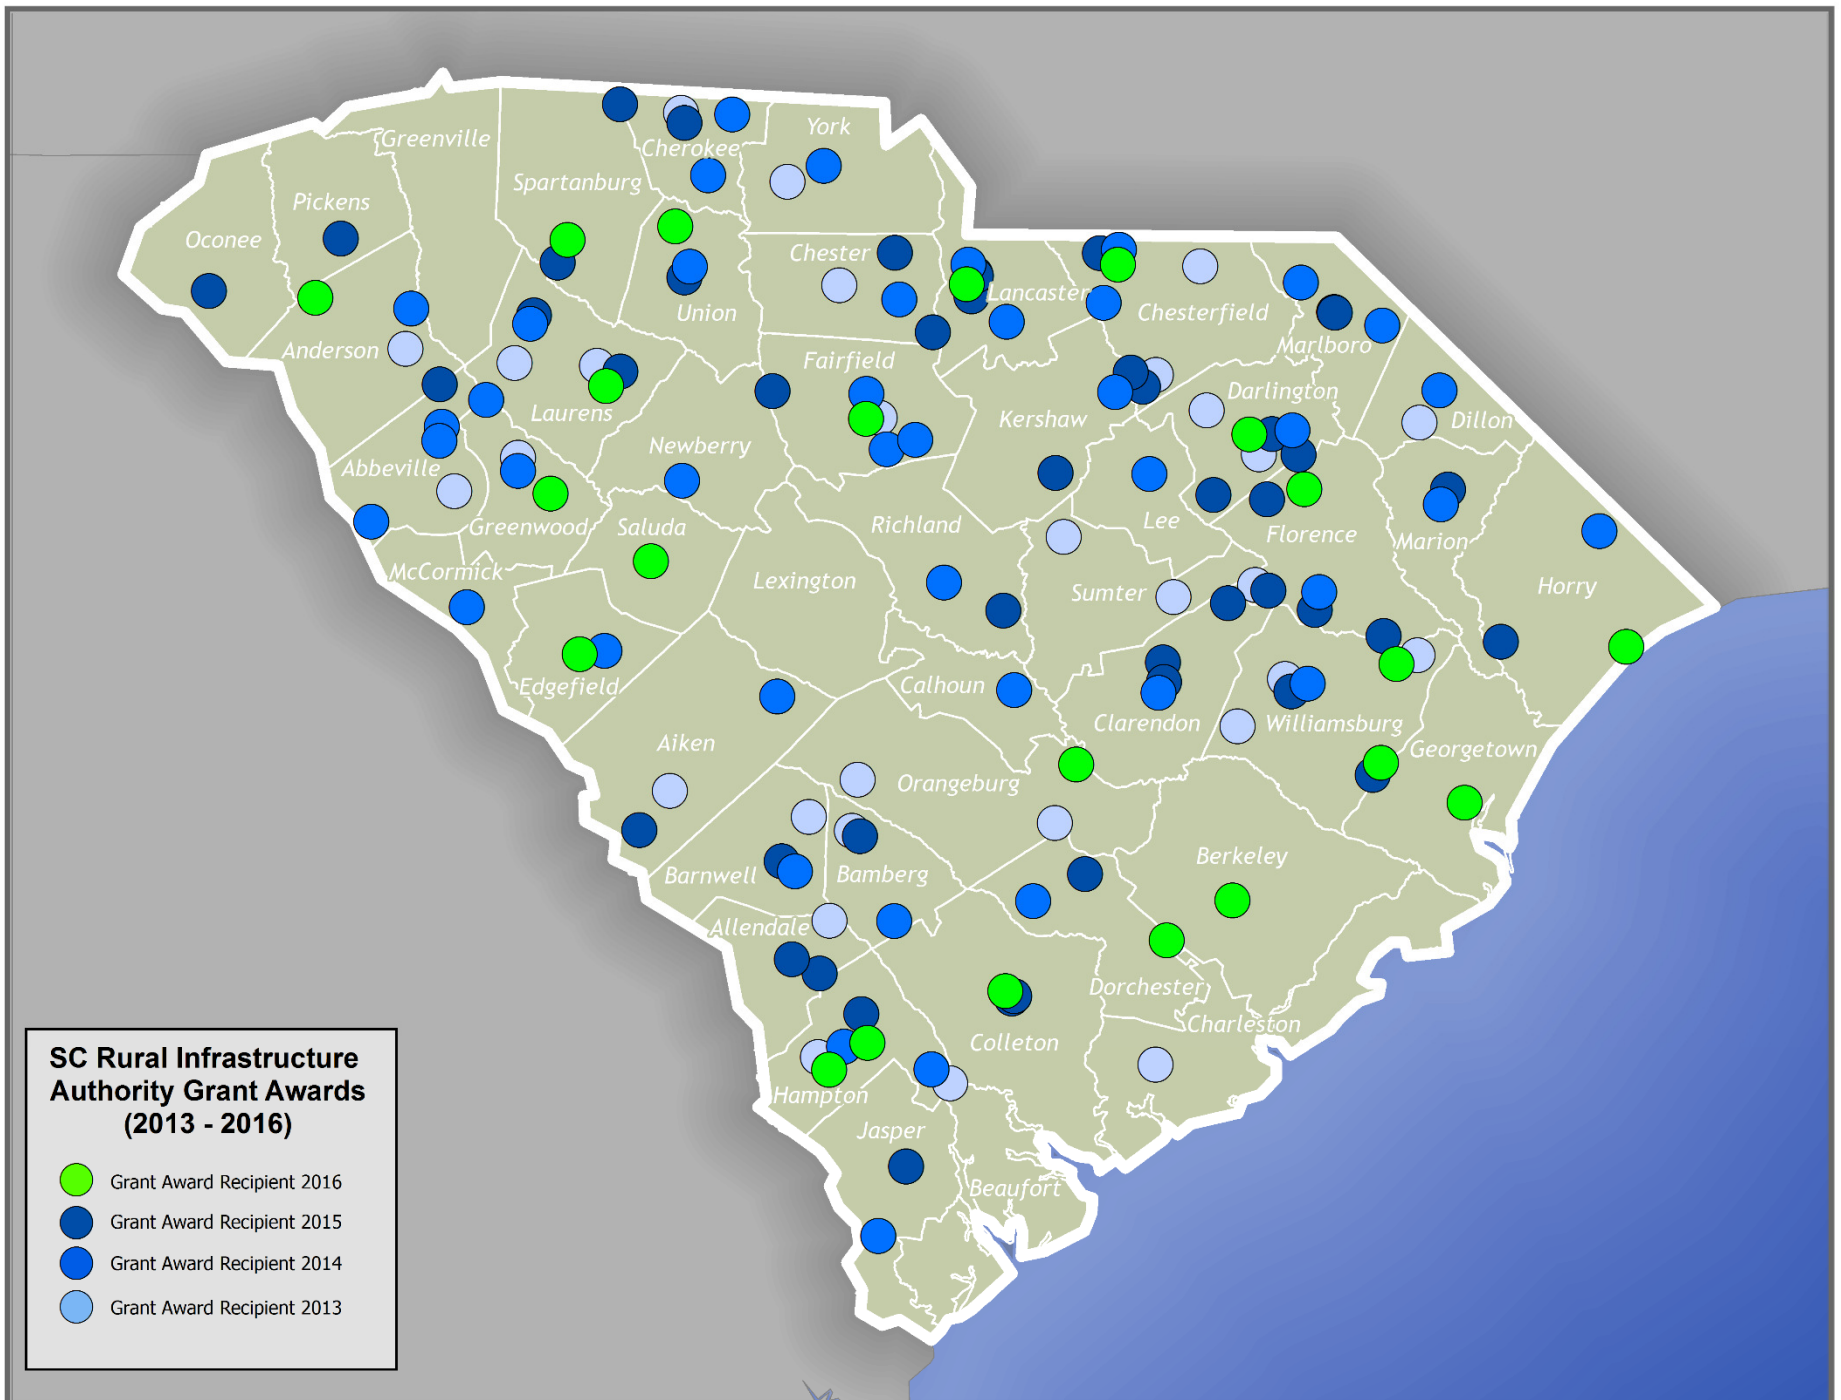 York
Greenville
Cherokee
Spartanburg
Pickens
Oconee
Chester
Lancaster
Union
Chesterfield
Marlboro
Anderson
Fairfield
Darlington
Laurens
Kershaw
Dillon
Newberry
Abbeville
Greenwood
Saluda
Richland
Lee
Florence
Marion
McCormick
Lexington
Sumter
Horry
Edgefield
Calhoun
Clarendon
Williamsburg
Aiken
Georgetown
Orangeburg
Berkeley
Barnwell
Bamberg
Allendale
Dorchester
Charleston
Colleton
Hampton
Jasper
Beaufort
SC Rural Infrastructure
Authority Grant Awards
(2013 - 2016)
Grant Award Recipient 2016
Grant Award Recipient 2015
Grant Award Recipient 2014
Grant Award Recipient 2013